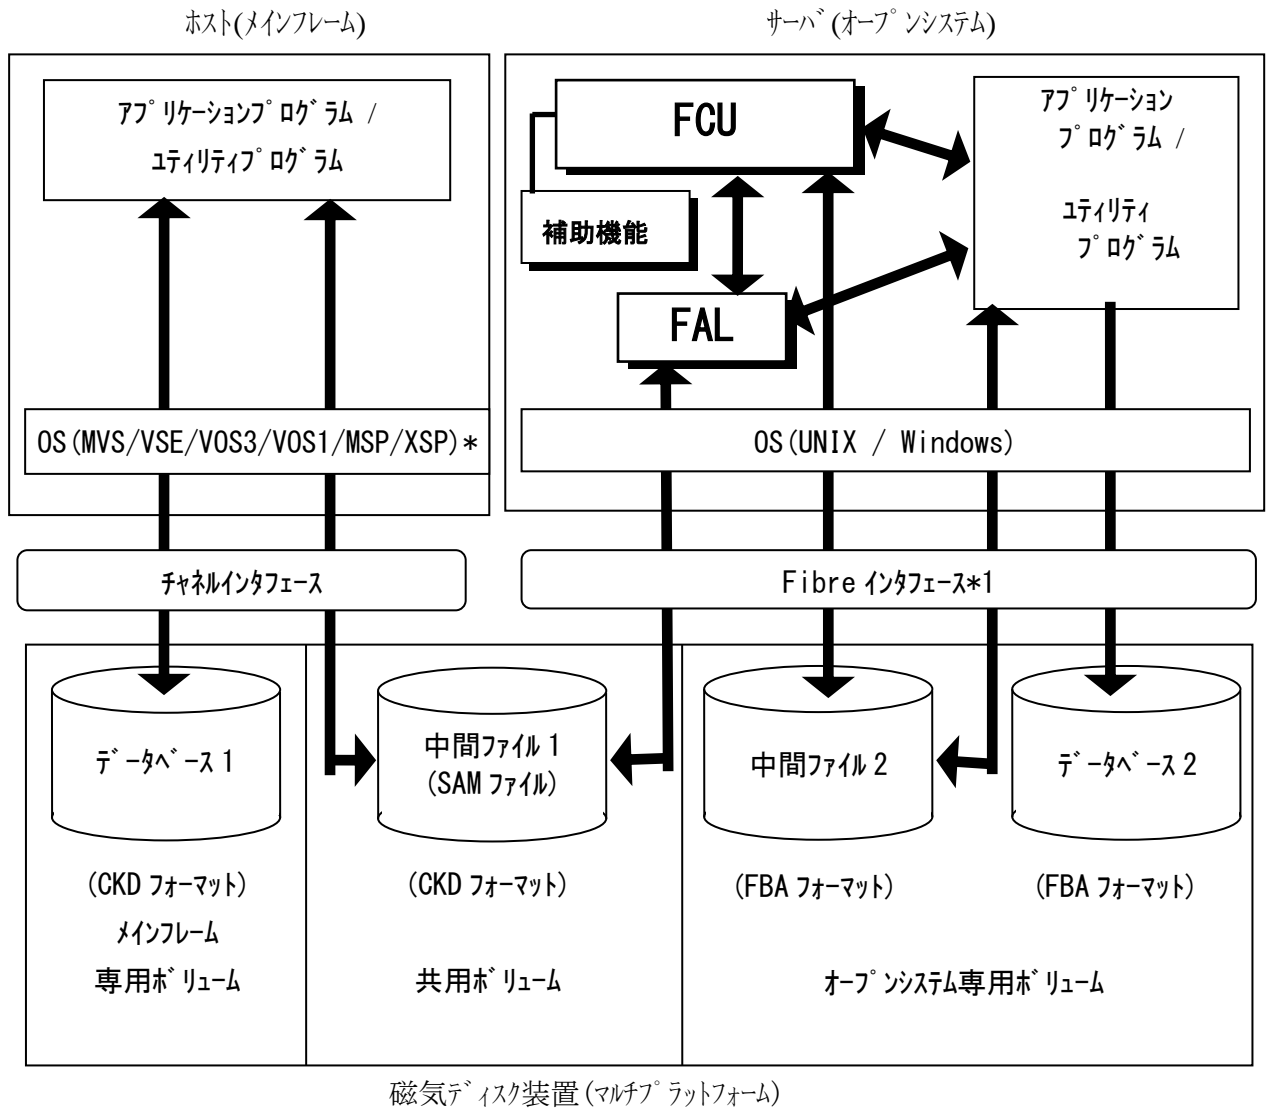 ﾎｽﾄ(ﾒｲﾝﾌﾚｰﾑ)
ｻｰﾊﾞ(ｵｰﾌﾟﾝｼｽﾃﾑ)
ｱﾌﾟﾘｹｰｼｮﾝﾌﾟﾛｸﾞﾗﾑ /
ﾕﾃｨﾘﾃｨﾌﾟﾛｸﾞﾗﾑ
FCU
補助機能
FAL
ｱﾌﾟﾘｹｰｼｮﾝ
ﾌﾟﾛｸﾞﾗﾑ /
ﾕﾃｨﾘﾃｨ
ﾌﾟﾛｸﾞﾗﾑ
OS(MVS/VSE/VOS3/VOS1/MSP/XSP)*
OS(UNIX / Windows)
ﾁｬﾈﾙｲﾝﾀﾌｪｰｽ
Fibre ｲﾝﾀﾌｪｰｽ*1
ﾃﾞｰﾀﾍﾞｰｽ 1
中間ﾌｧｲﾙ 1
(SAM ﾌｧｲﾙ)
中間ﾌｧｲﾙ 2
ﾃﾞｰﾀﾍﾞｰｽ 2
(CKD ﾌｫｰﾏｯﾄ)
(CKD ﾌｫｰﾏｯﾄ)
(FBA ﾌｫｰﾏｯﾄ)
(FBA ﾌｫｰﾏｯﾄ)
ﾒｲﾝﾌﾚｰﾑ
専用ﾎﾞﾘｭｰﾑ
共用ﾎﾞﾘｭｰﾑ
ｵｰﾌﾟﾝｼｽﾃﾑ専用ﾎﾞﾘｭｰﾑ
磁気ﾃﾞｨｽｸ装置(ﾏﾙﾁﾌﾟﾗｯﾄﾌｫｰﾑ)